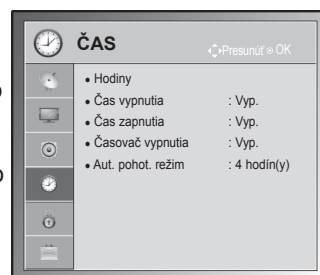 ČAS
Presunúť OK
• Hodiny
• Čas vypnutia : Vyp.
• Čas zapnutia : Vyp.
• Časovač vypnutia : Vyp.
• Aut. pohot. režim : 4 hodín(y)